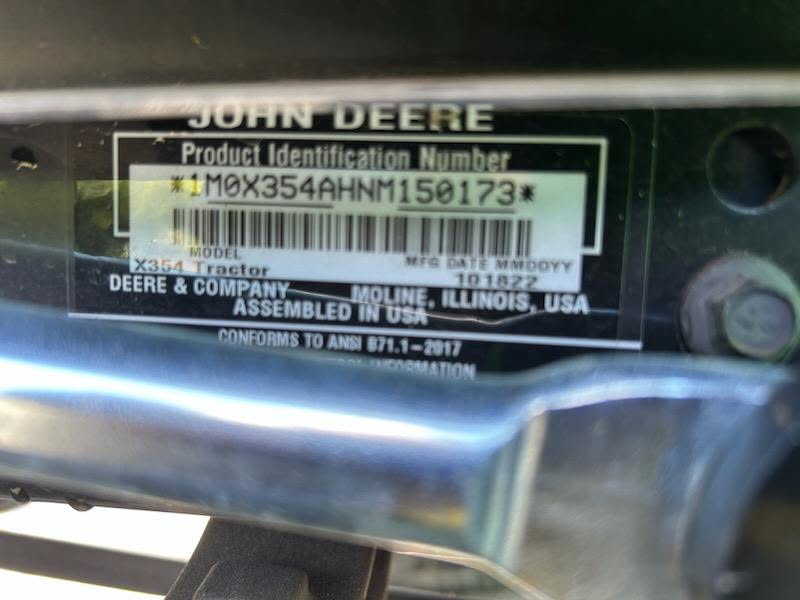 JOHN DEERE
Product Identification Number
*1M0X354AHNM150173*
MODEL
X354 Tractor
MFG DATE MMDDYY
101822
DEERE & COMPANY MOLINE, ILLINOIS, USA
ASSEMBLED IN USA
CONFORMS TO ANSI B71.1-2017
INFORMATION